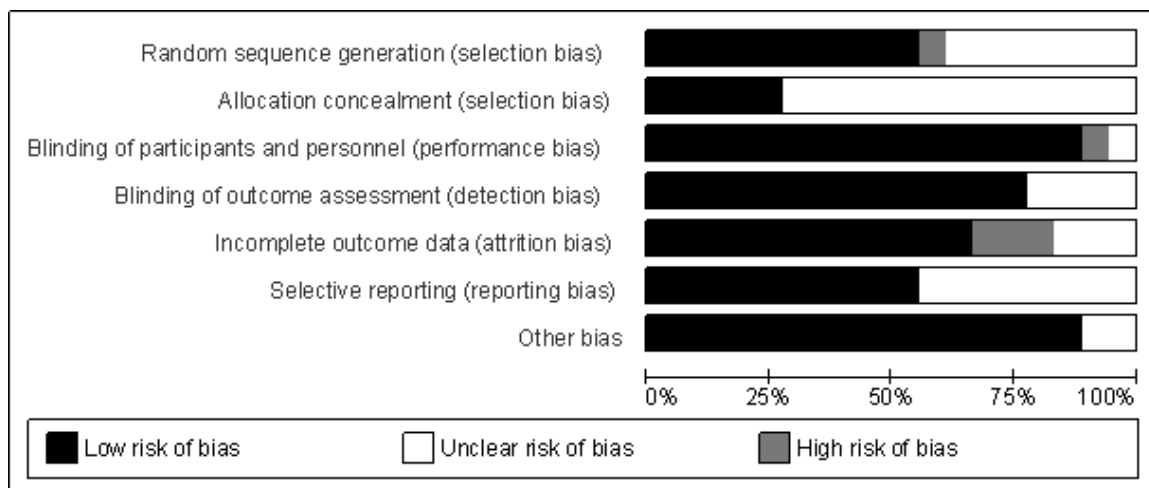 Random sequence generation (selection bias)
Allocation concealment (selection bias)
Blinding of participants and personnel (performance bias)
Blinding of outcome assessment (detection bias)
Incomplete outcome data (attrition bias)
Selective reporting (reporting bias)
Other bias
0% 25% 50% 75% 100%
Low risk of bias Unclear risk of bias High risk of bias